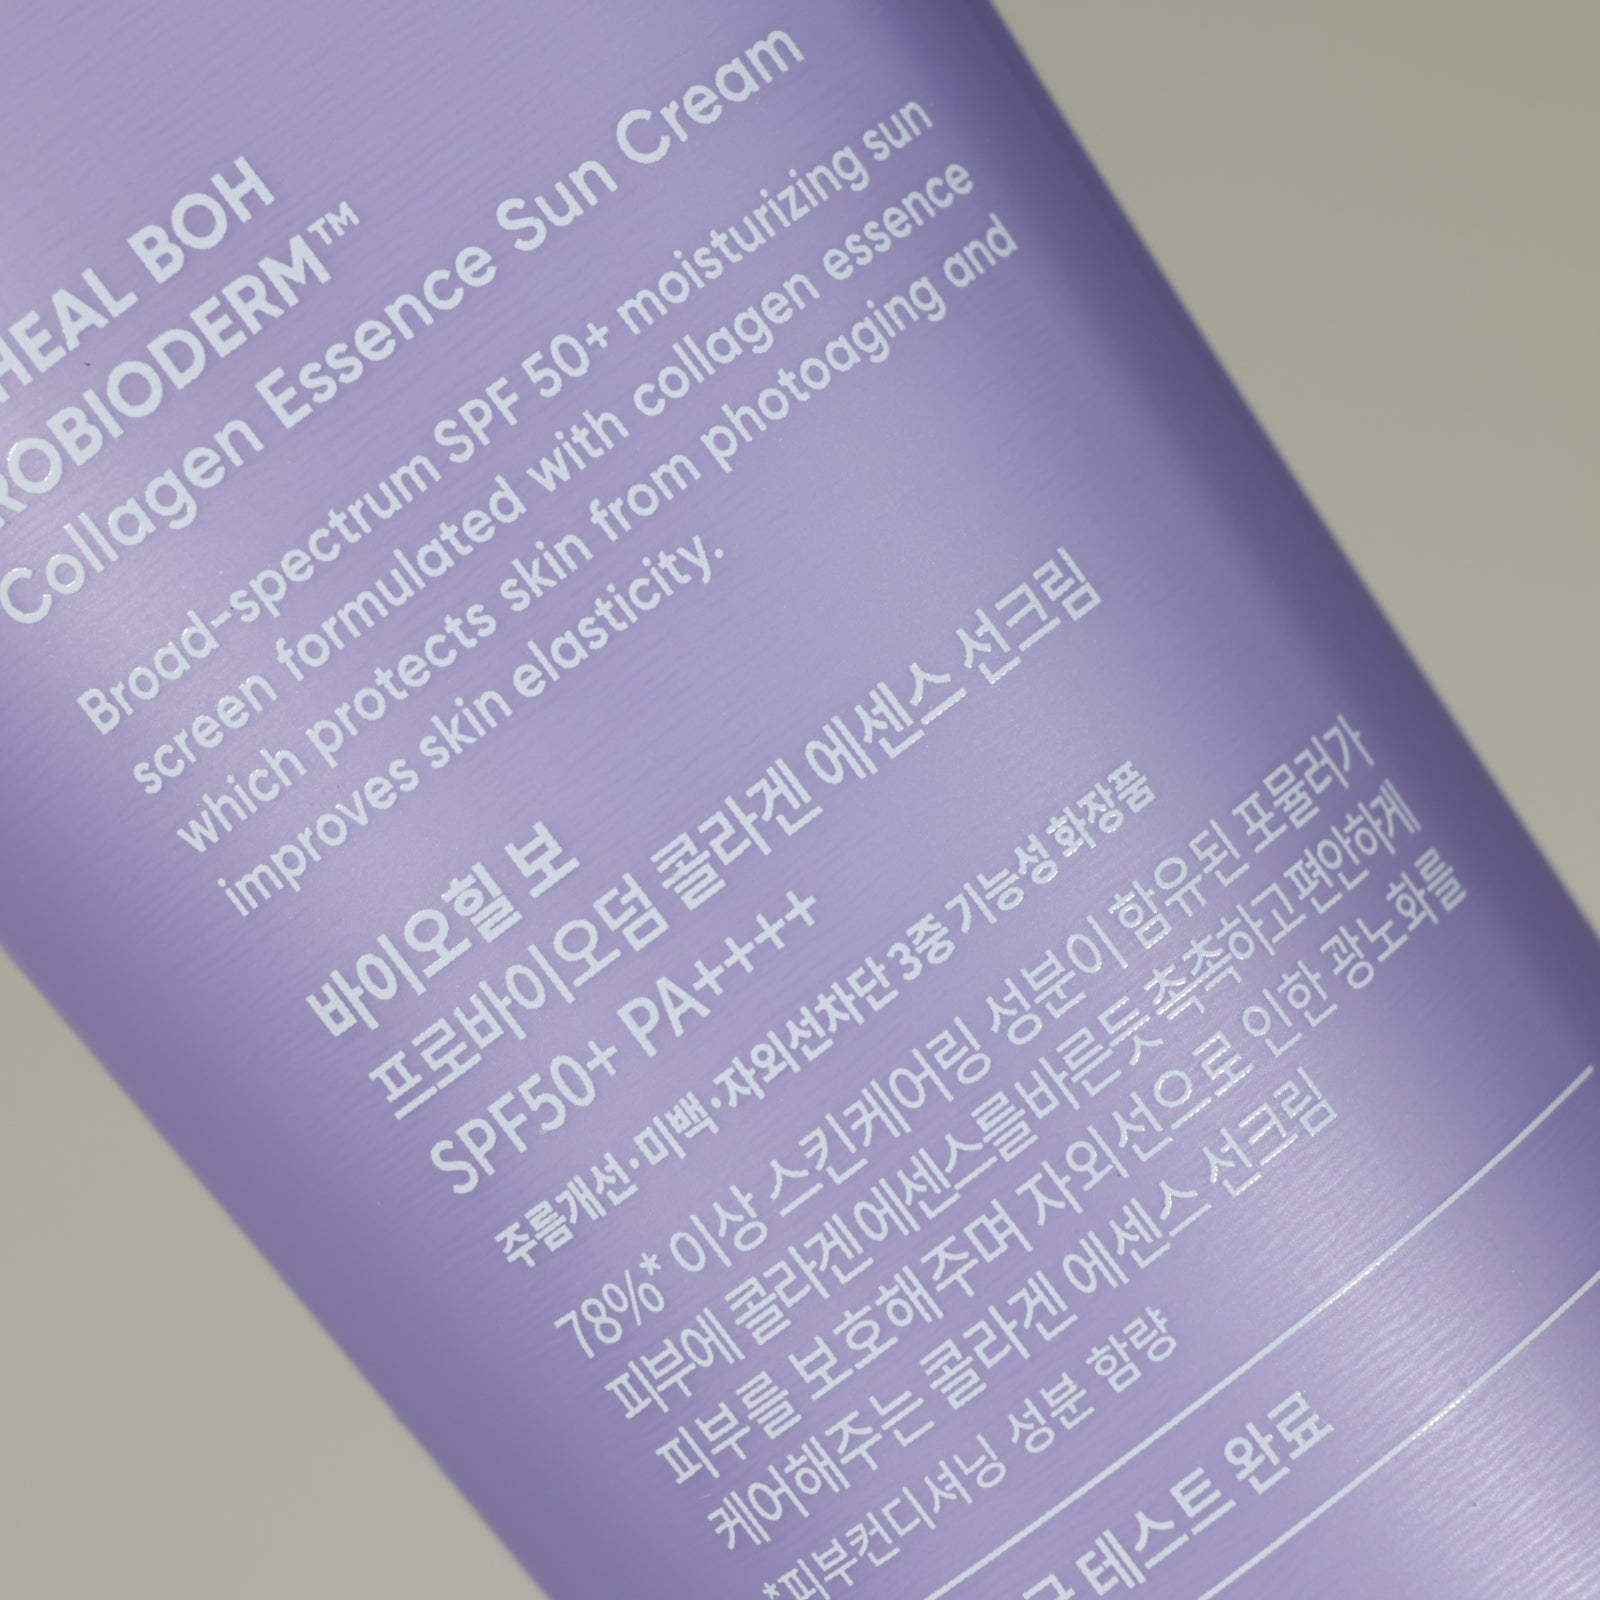 HEAL BOH
ROBIODERM™
Collagen Essence Sun Cream
Broad-spectrum SPF 50+ moisturizing sun
screen formulated with collagen essence
which protects skin from photoaging and
improves skin elasticity.
바이오힐 보
프로바이오덤 콜라겐 에센스 선크림
SPF50+ PA++++
주름개선·미백·자외선차단 3중 기능성 화장품
78%* 이상 스킨케어링 성분이 함유된 포뮬러가
피부에 콜라겐 에센스를 바른듯 촉촉하고 편안하게
피부를 보호해주며 자외선으로 인한 광노화를
케어해주는 콜라겐 에센스 선크림
*피부컨디셔닝 성분 함량
테스트 완료